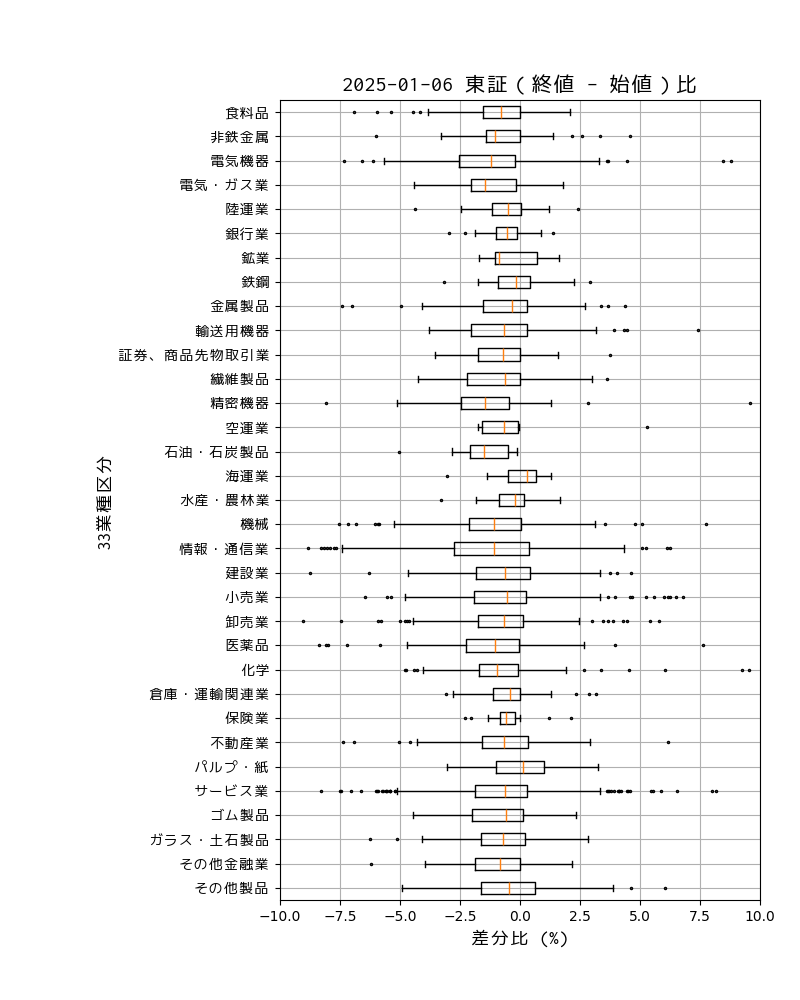 2025-01-06 東証 ( 終値 - 始値 ) 比
食料品
非鉄金属
電気機器
電気・ガス業
陸運業
銀行業
鉱業
鉄鋼
金属製品
輸送用機器
証券、商品先物取引業
繊維製品
精密機器
空運業
石油・石炭製品
海運業
水産・農林業
機械
情報・通信業
建設業
小売業
卸売業
医薬品
化学
倉庫・運輸関連業
保険業
不動産業
パルプ・紙
サービス業
ゴム製品
ガラス・土石製品
その他金融業
その他製品
33業種区分
−10.0 −7.5 −5.0 −2.5 0.0 2.5 5.0 7.5 10.0
差分比 (%)